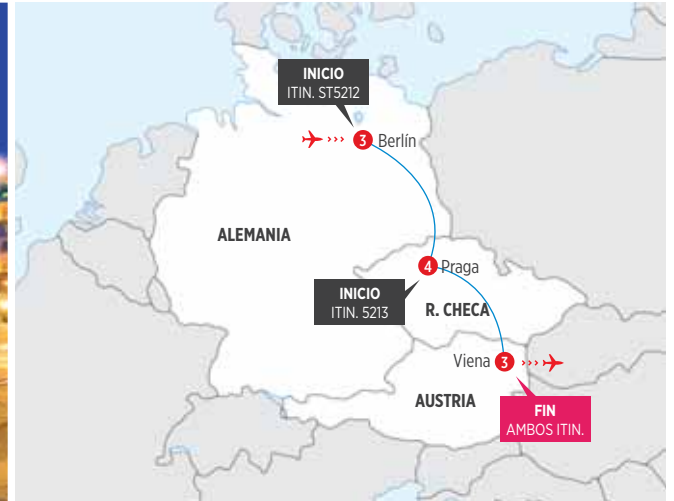 INICIO
ITIN. ST5212
3 Berlín
ALEMANIA
4 Praga
INICIO
ITIN. 5213
R. CHECA
Viena 3
AUSTRIA
FIN
AMBOS ITIN.